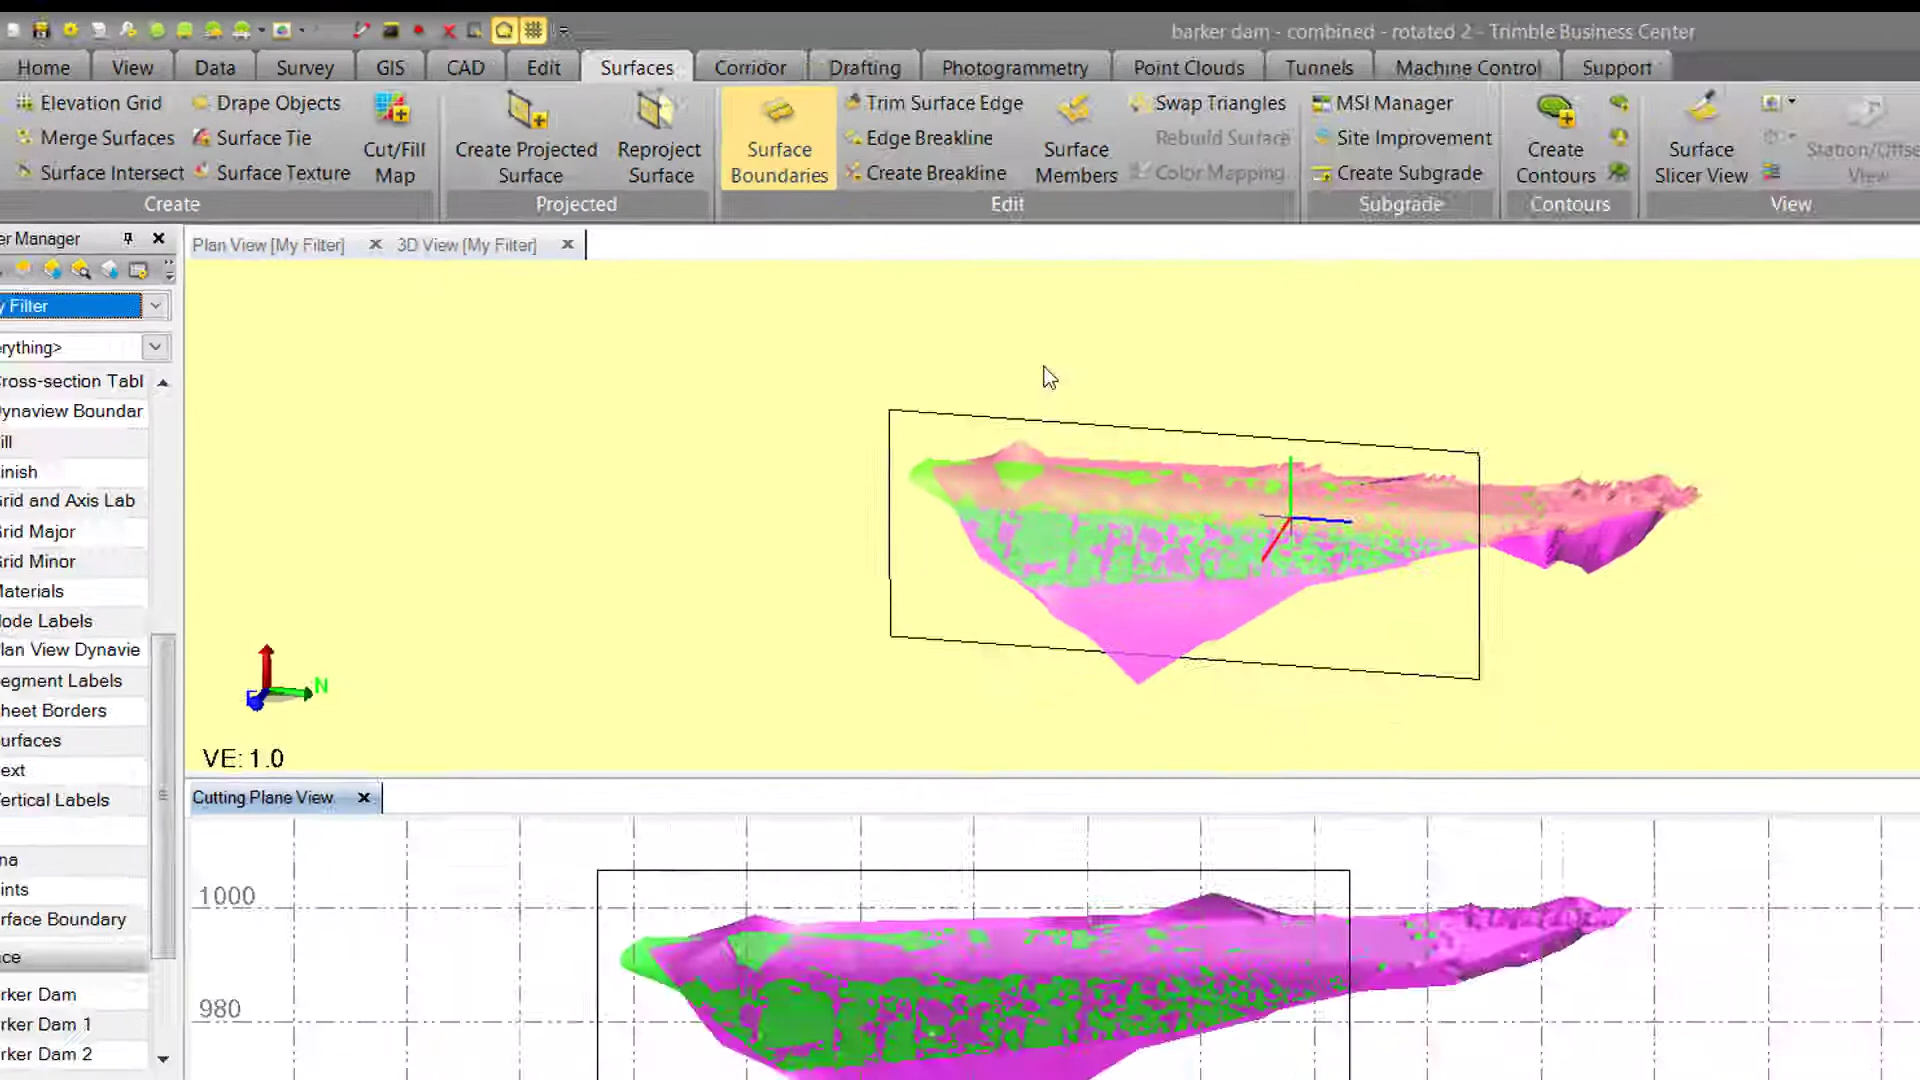 barker dam - combined - rotated 2 - Trimble Business Center
Home View Data Survey GIS CAD Edit Surfaces Corridor Drafting Photogrammetry Point Clouds Tunnels Machine Control Support
Elevation Grid
Merge Surfaces
Surface Intersect
Drape Objects
Surface Tie
Surface Texture
Cut/Fill
Map
Create
Create Projected
Surface
Reproject
Surface
Projected
Surface
Boundaries
Trim Surface Edge
Edge Breakline
Create Breakline
Surface
Members
Swap Triangles
Rebuild Surface
Color Mapping
Edit
MSI Manager
Site Improvement
Create Subgrade
Subgrade
Create
Contours
Contours
Surface
Slicer View
Station/Offse
View
View
er Manager
y Filter
erything>
ross-section Tabl
ynaview Boundar
ill
inish
rid and Axis Lab
rid Major
rid Minor
aterials
ode Labels
lan View Dynavie
egment Labels
heet Borders
urfaces
ext
ertical Labels
na
ints
rface Boundary
ce
rker Dam
rker Dam 1
rker Dam 2
Plan View [My Filter]
3D View [My Filter]
N
VE: 1.0
Cutting Plane View
1000
980